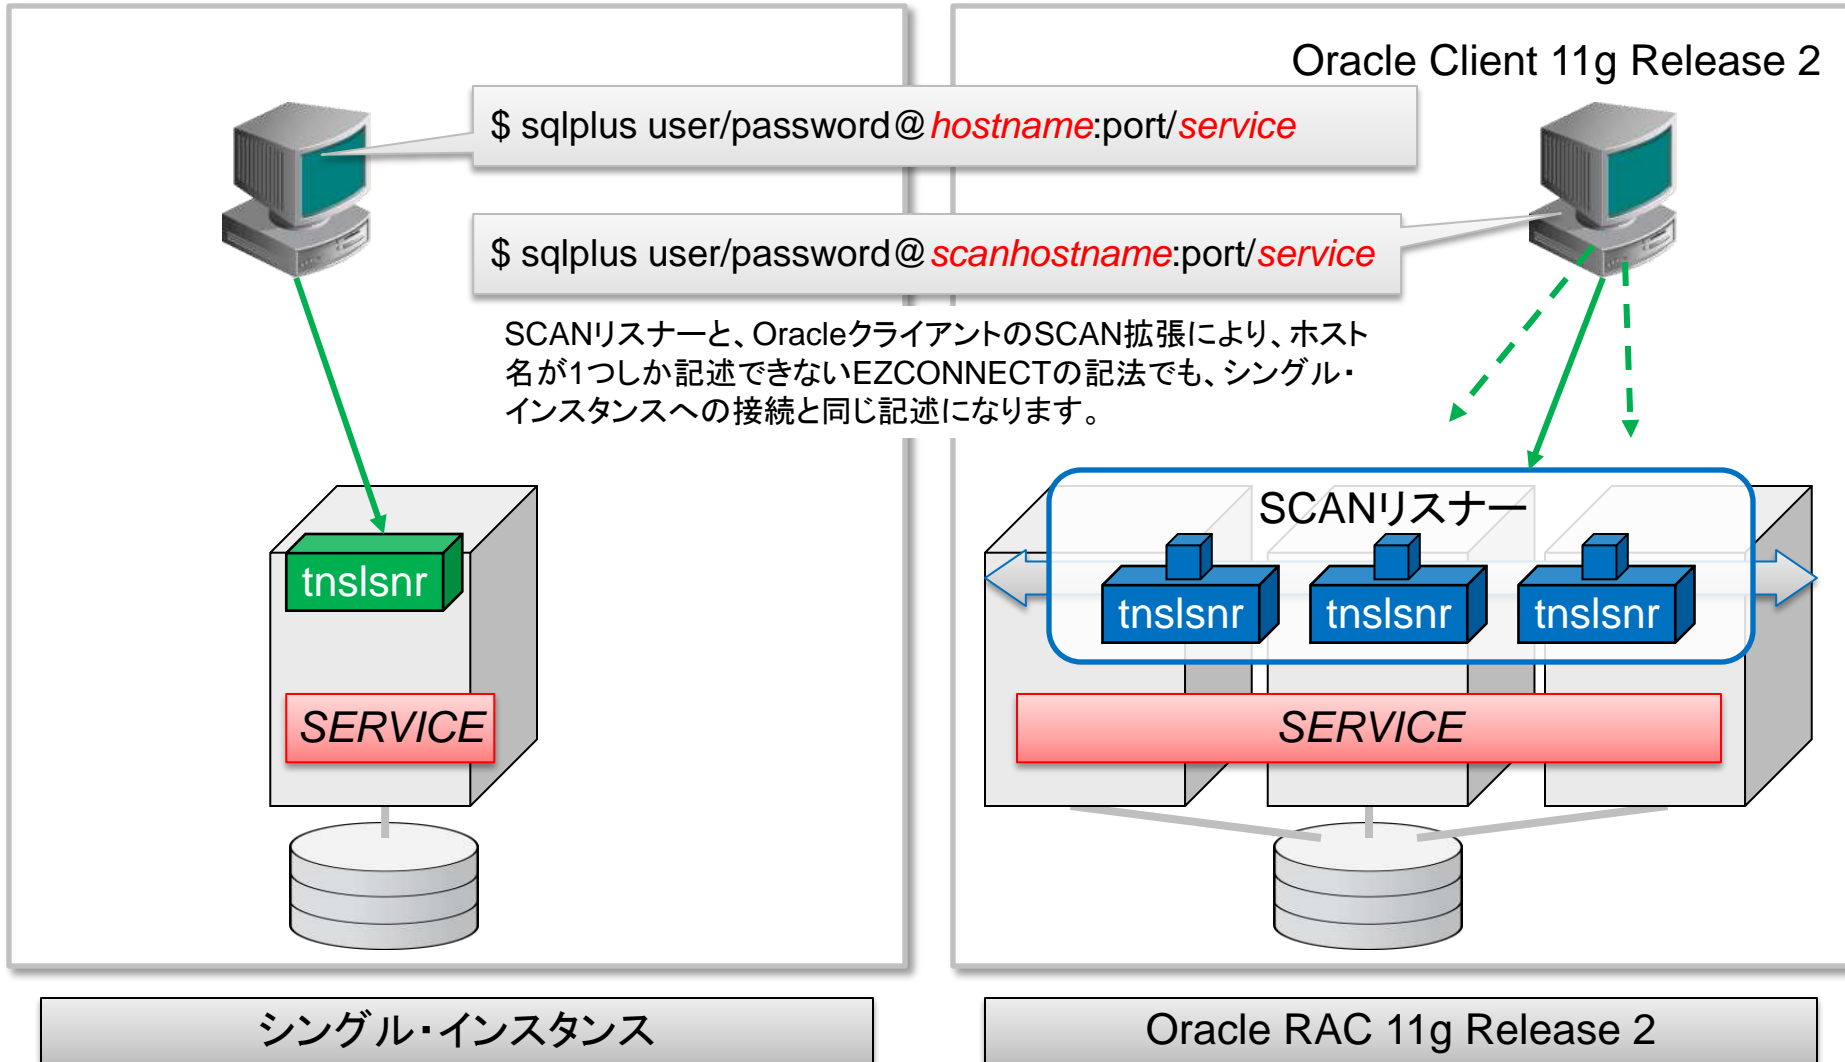 Oracle Client 11g Release 2
$ sqlplus user/password@hostname:port/service
$ sqlplus user/password@scanhostname:port/service
SCANリスナーと、OracleクライアントのSCAN拡張により、ホスト
名が1つしか記述できないEZCONNECTの記法でも、シングル・
インスタンスへの接続と同じ記述になります。
tnslsnr
SERVICE
SCANリスナー
tnslsnr
tnslsnr
tnslsnr
SERVICE
シングル・インスタンス
Oracle RAC 11g Release 2